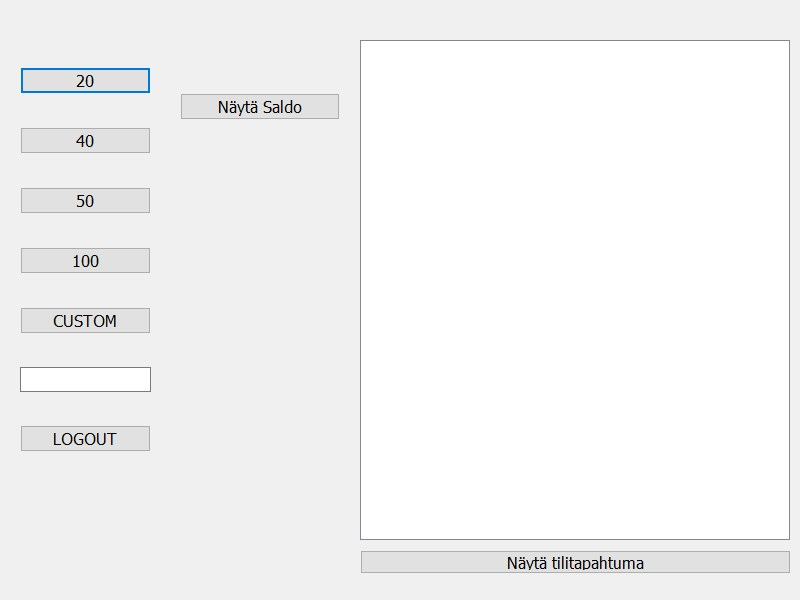 20
Näytä Saldo
40
50
100
CUSTOM
LOGOUT
Näytä tilitapahtuma